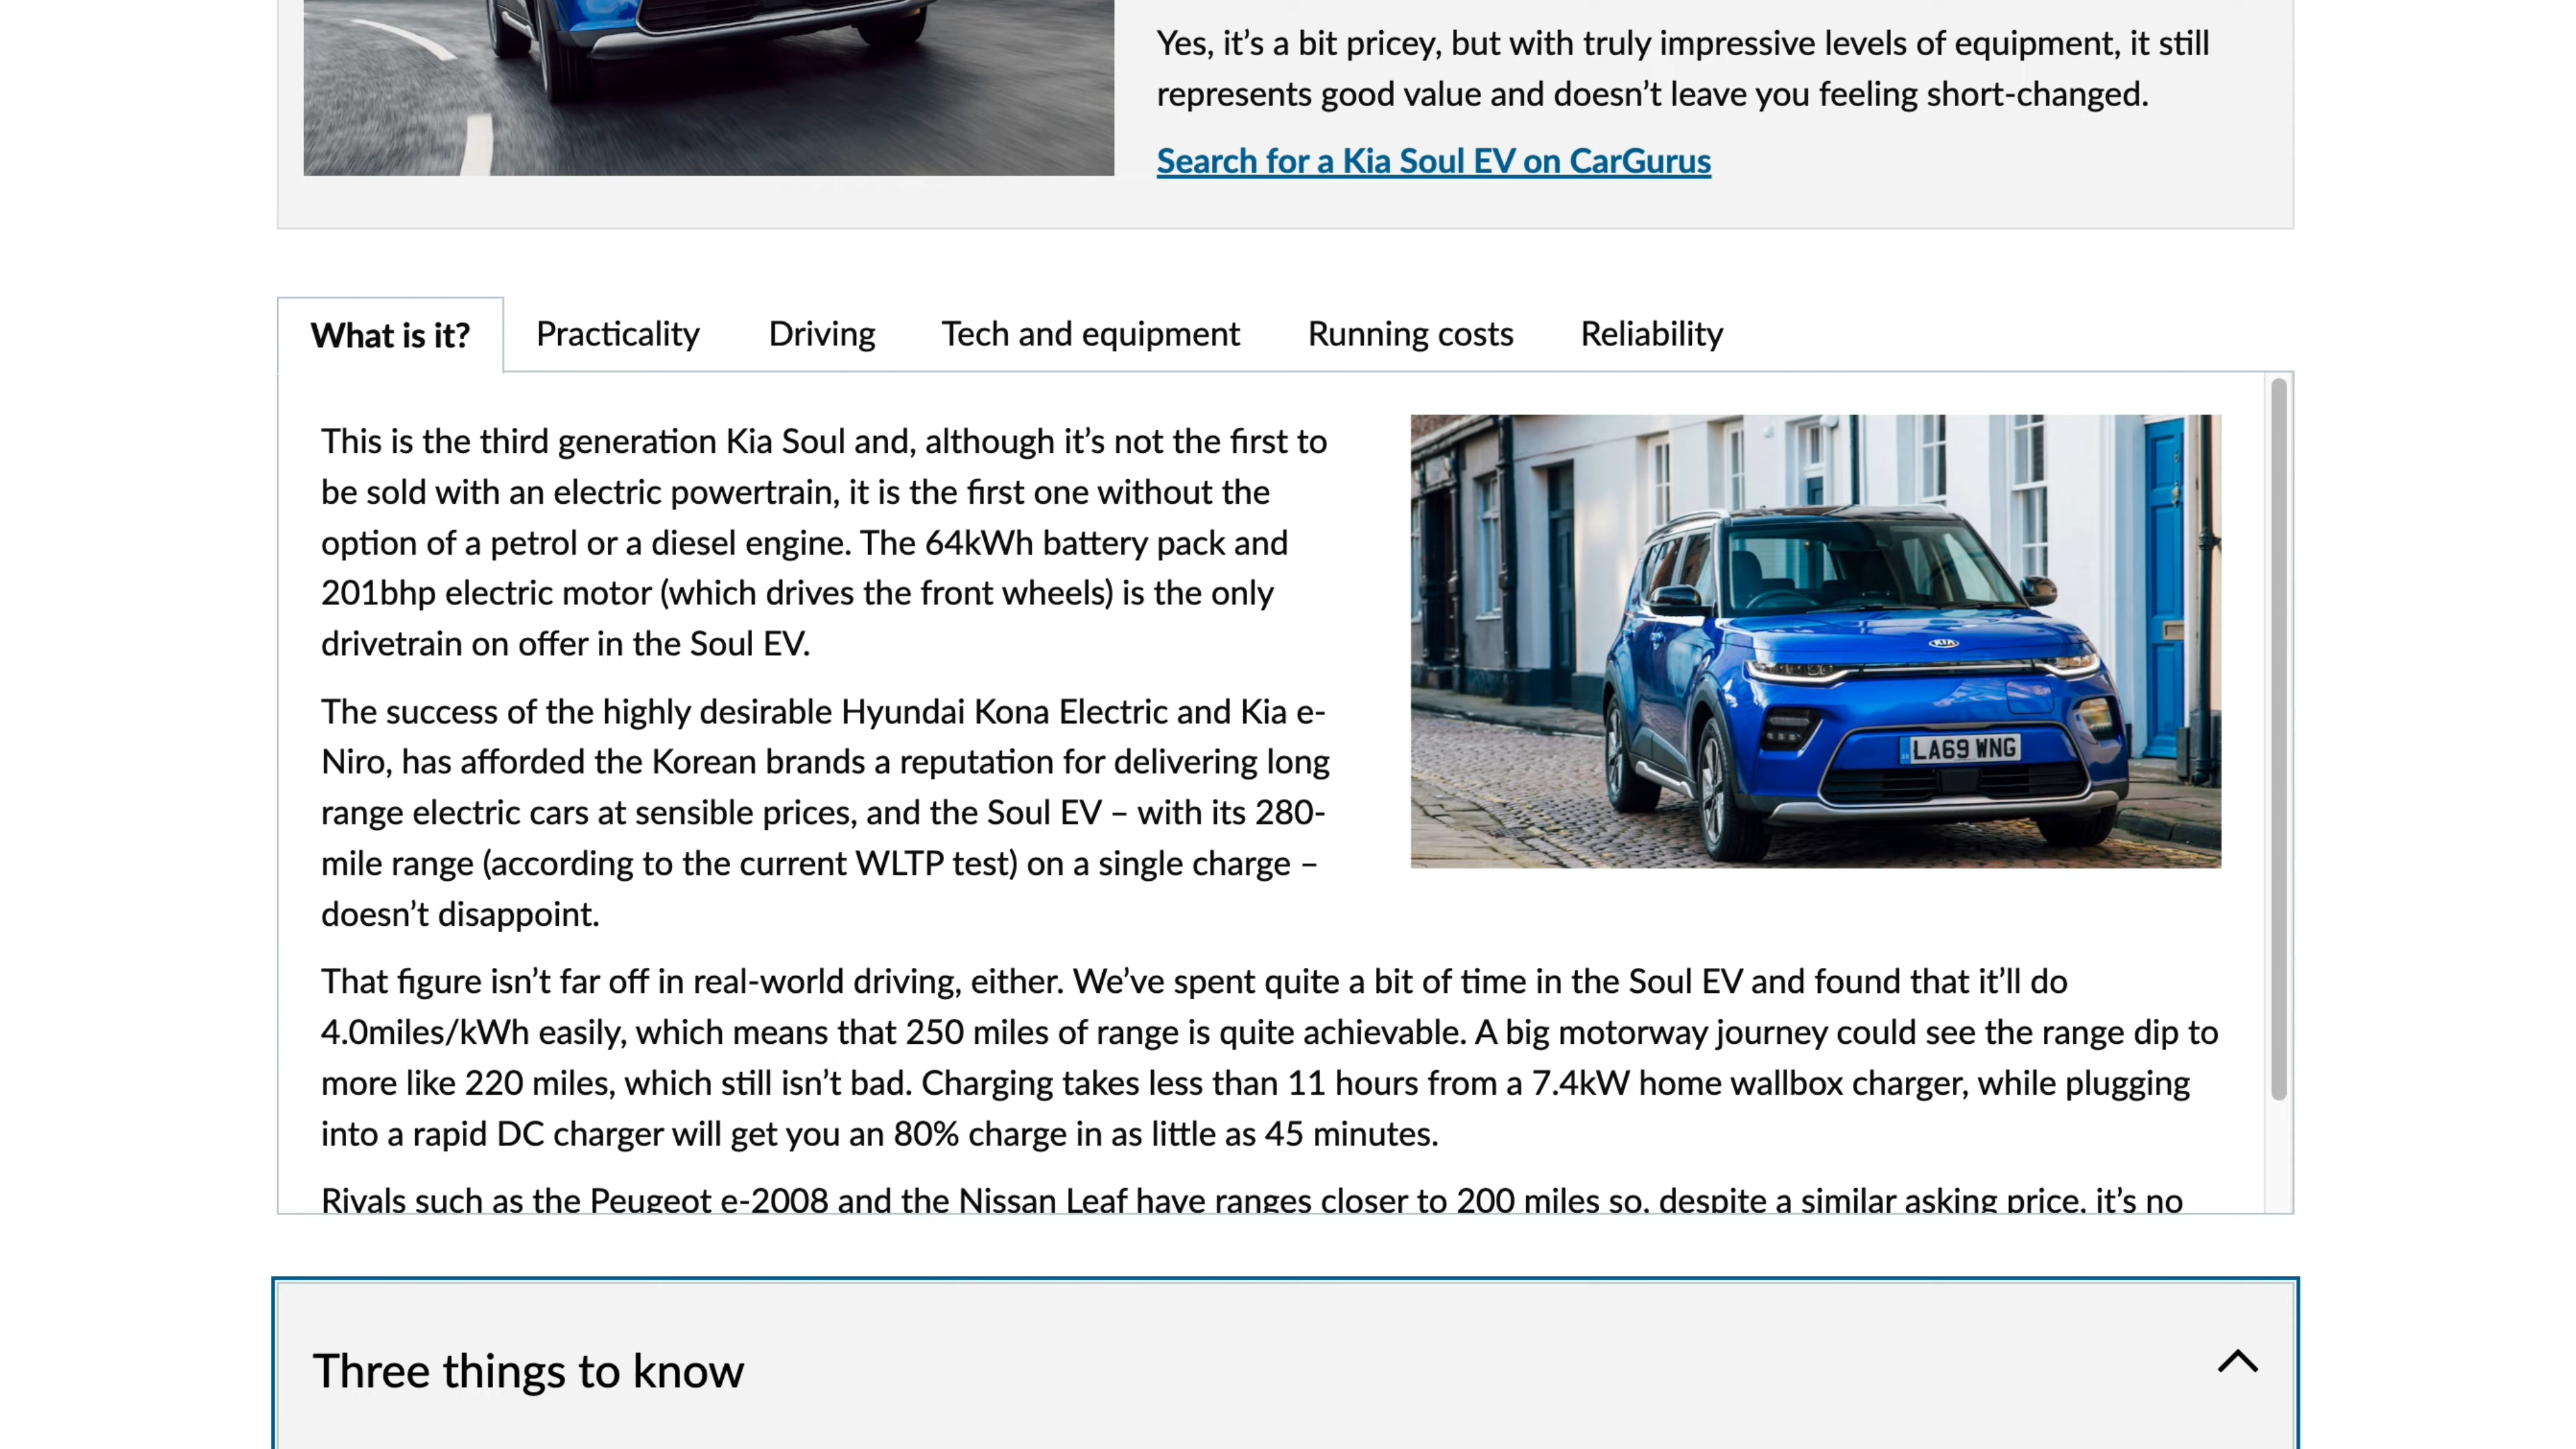 Yes, it’s a bit pricey, but with truly impressive levels of equipment, it still
represents good value and doesn’t leave you feeling short-changed.
Search for a Kia Soul EV on CarGurus
What is it?
Practicality
Driving
Tech and equipment
Running costs
Reliability
This is the third generation Kia Soul and, although it’s not the first to
be sold with an electric powertrain, it is the first one without the
option of a petrol or a diesel engine. The 64kWh battery pack and
201bhp electric motor (which drives the front wheels) is the only
drivetrain on offer in the Soul EV.
The success of the highly desirable Hyundai Kona Electric and Kia e-
Niro, has afforded the Korean brands a reputation for delivering long
range electric cars at sensible prices, and the Soul EV – with its 280-
mile range (according to the current WLTP test) on a single charge –
doesn’t disappoint.
KIA
LA69 WNG
That figure isn’t far off in real-world driving, either. We’ve spent quite a bit of time in the Soul EV and found that it’ll do
4.0miles/kWh easily, which means that 250 miles of range is quite achievable. A big motorway journey could see the range dip to
more like 220 miles, which still isn’t bad. Charging takes less than 11 hours from a 7.4kW home wallbox charger, while plugging
into a rapid DC charger will get you an 80% charge in as little as 45 minutes.
Rivals such as the Peugeot e-2008 and the Nissan Leaf have ranges closer to 200 miles so, despite a similar asking price, it’s no
Three things to know